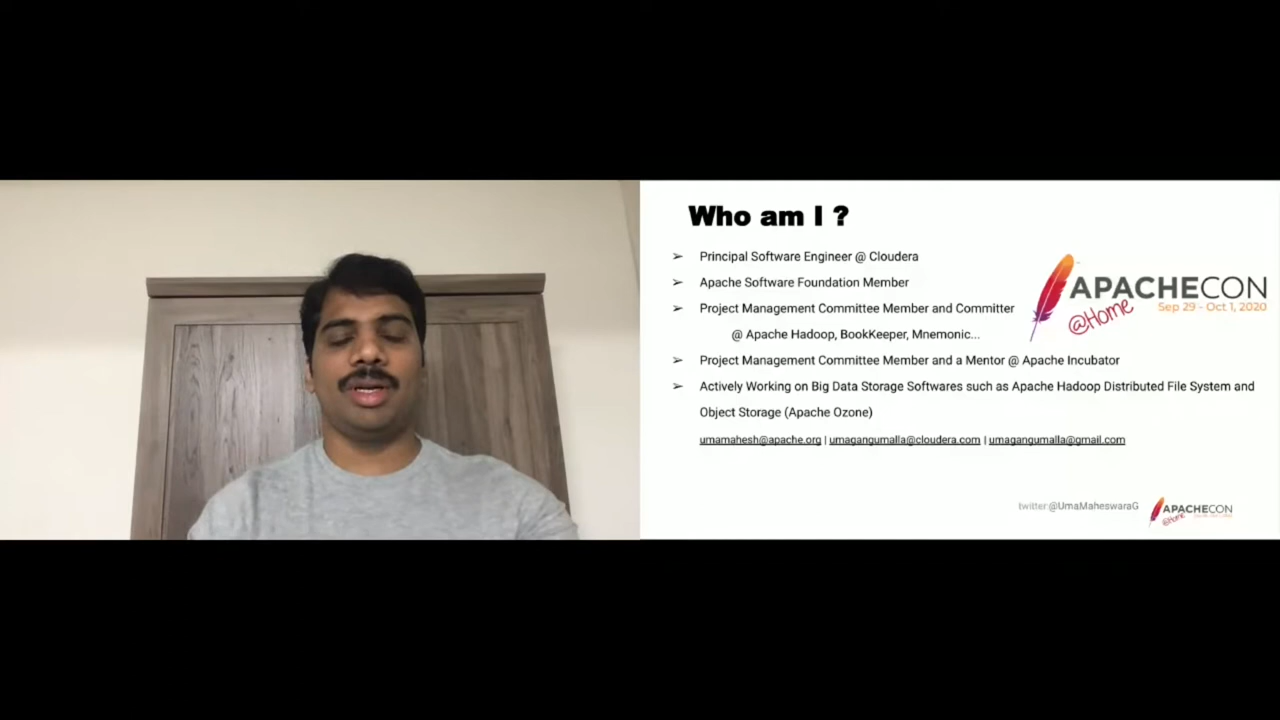 Who am I ?
➢ Principal Software Engineer @ Cloudera
➢ Apache Software Foundation Member
➢ Project Management Committee Member and Committer
@ Apache Hadoop, BookKeeper, Mnemonic...
➢ Project Management Committee Member and a Mentor @ Apache Incubator
➢ Actively Working on Big Data Storage Softwares such as Apache Hadoop Distributed File System and
Object Storage (Apache Ozone)
umamahesh@apache.org | umagangumalla@cloudera.com | umagangumalla@gmail.com
APACHECON
Sep 29 - Oct 1, 2020
@Home
twitter:@UmaMaheswaraG
APACHECON
@Home